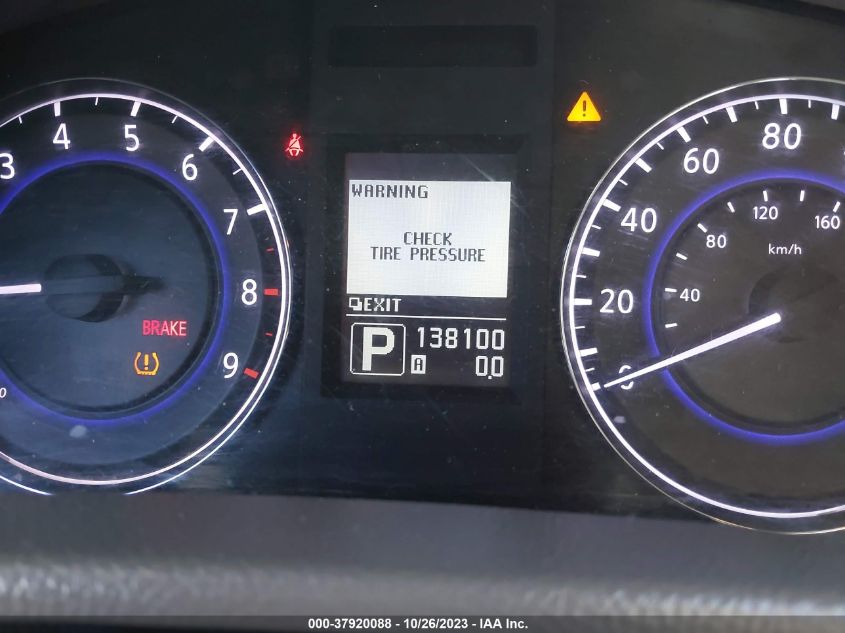 3
4
5
6
7
8
9
BRAKE
WARNING
CHECK
TIRE PRESSURE
EXIT
P
138100
A
0.0
0
20
40
60
80
40
80
120
160
km/h
000-37920088 - 10/26/2023 - IAA Inc.